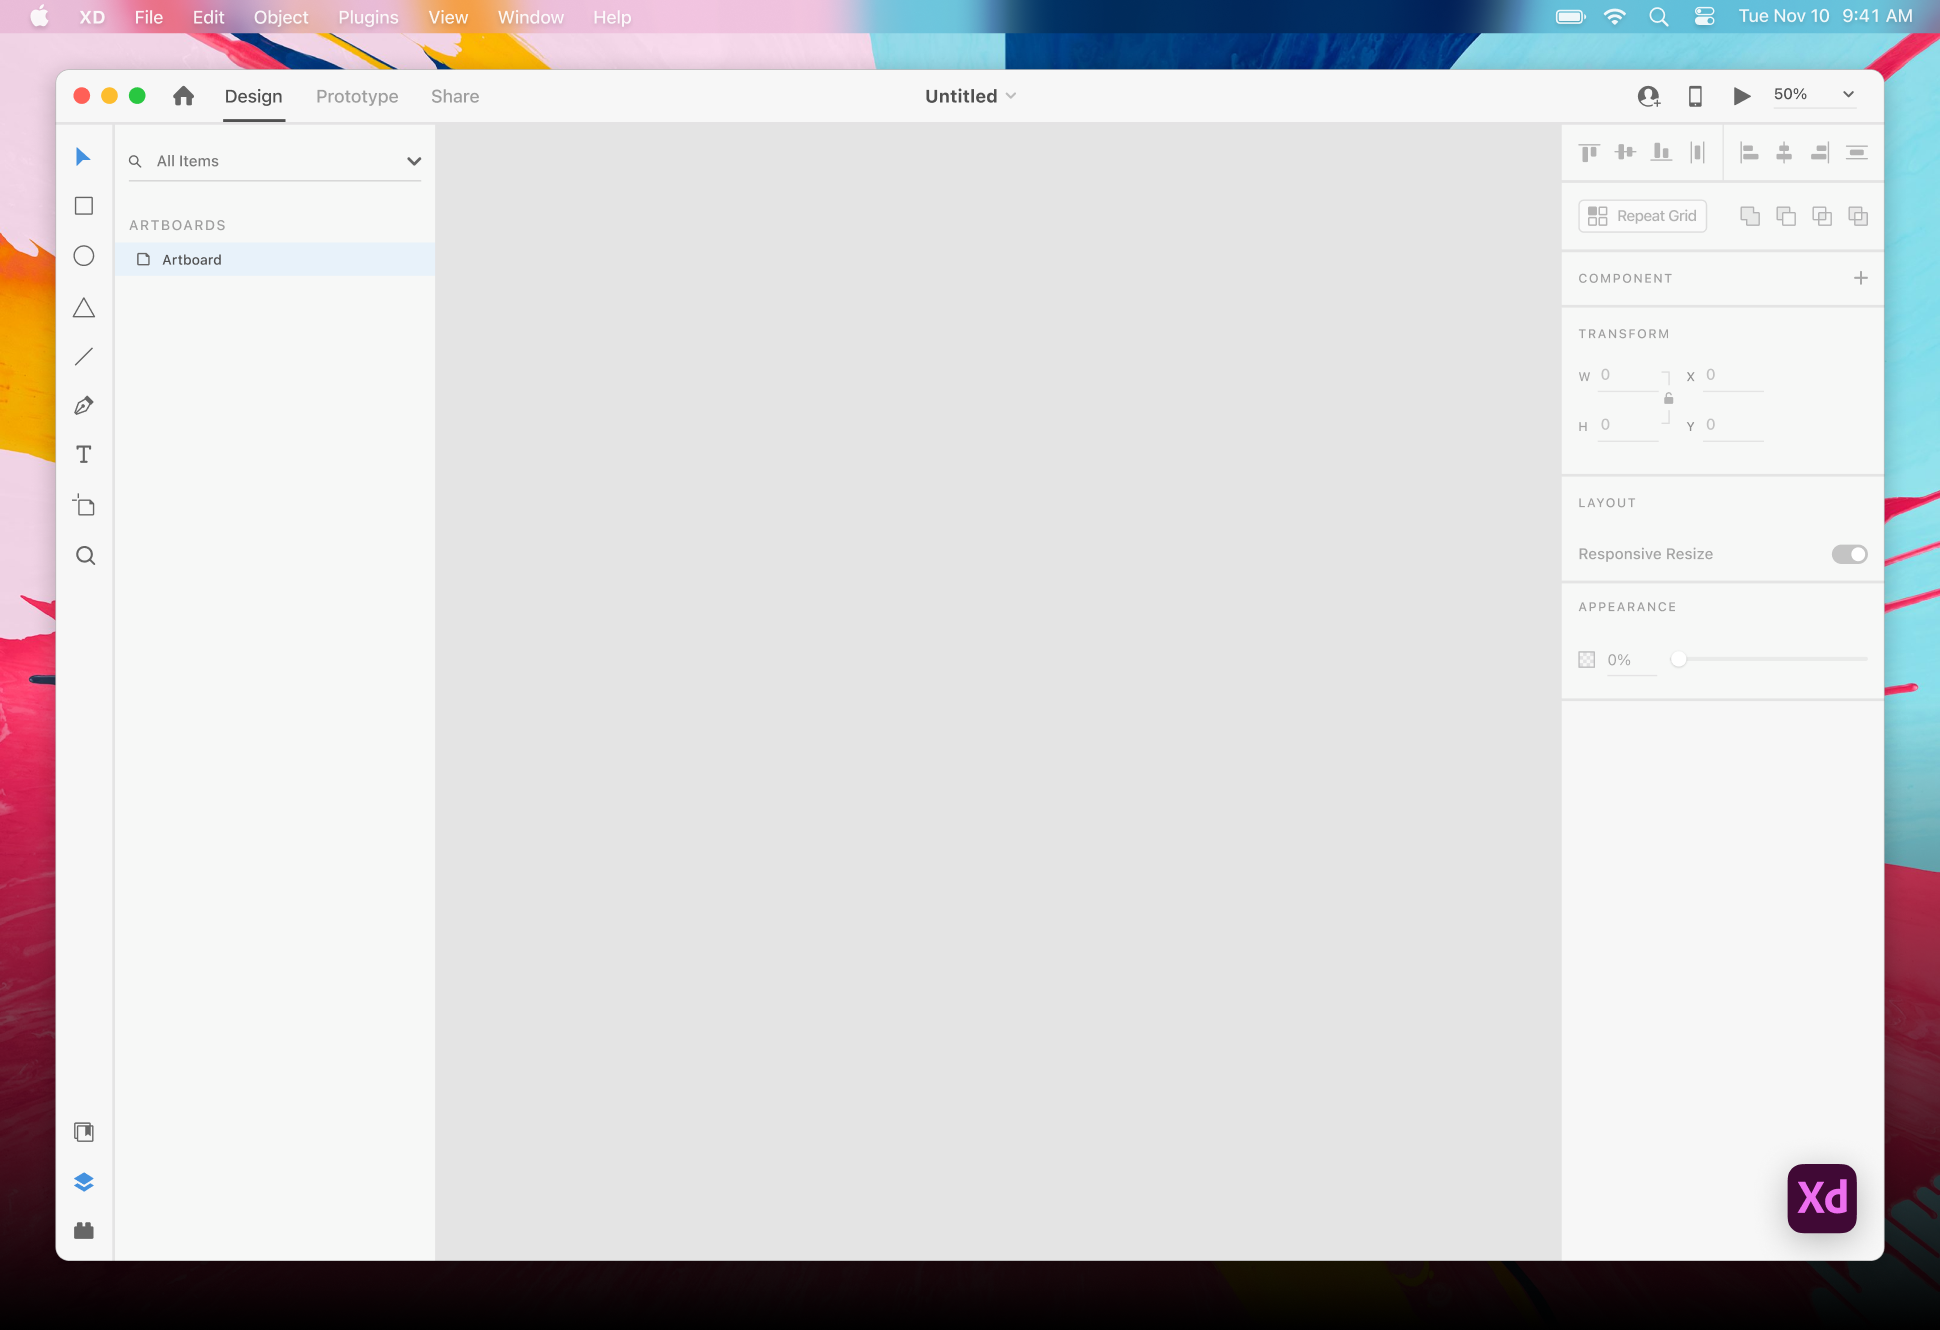 XD File Edit Object Plugins View Window Help Tue Nov 10 9:41 AM
Design Prototype Share Untitled 50%
All Items
ARTBOARDS
Artboard
Repeat Grid
COMPONENT
TRANSFORM
W 0 X 0
H 0 Y 0
LAYOUT
Responsive Resize
APPEARANCE
0%
Xd